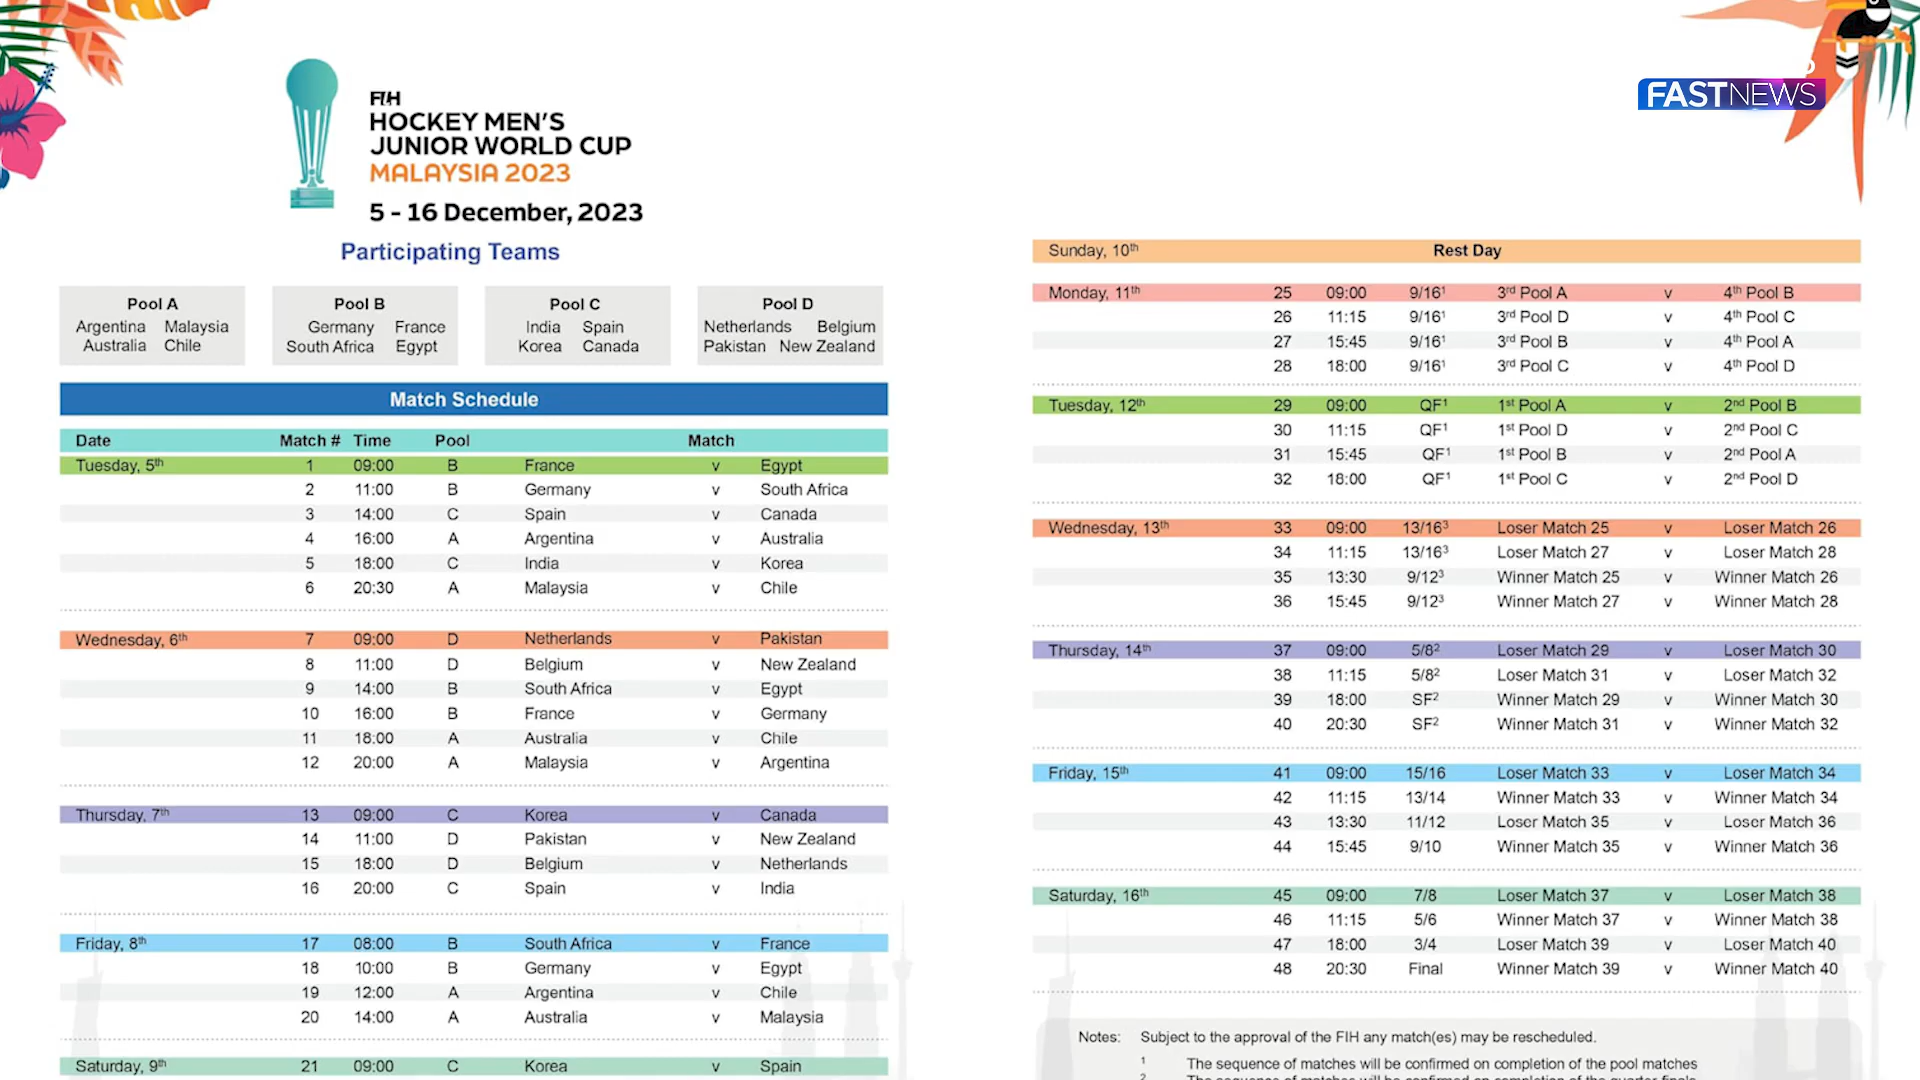 FIH
HOCKEY MEN'S
JUNIOR WORLD CUP
MALAYSIA 2023
5 - 16 December, 2023
FASTNEWS
Participating Teams
Pool A
Argentina Malaysia
Australia Chile
Pool B
Germany France
South Africa Egypt
Pool C
India Spain
Korea Canada
Pool D
Netherlands Belgium
Pakistan New Zealand
Match Schedule
Date Match # Time Pool Match
Tuesday, 5th 1 09:00 B France v Egypt
2 11:00 B Germany v South Africa
3 14:00 C Spain v Canada
4 16:00 A Argentina v Australia
5 18:00 C India v Korea
6 20:30 A Malaysia v Chile
Wednesday, 6th 7 09:00 D Netherlands v Pakistan
8 11:00 D Belgium v New Zealand
9 14:00 B South Africa v Egypt
10 16:00 B France v Germany
11 18:00 A Australia v Chile
12 20:00 A Malaysia v Argentina
Thursday, 7th 13 09:00 C Korea v Canada
14 11:00 D Pakistan v New Zealand
15 18:00 D Belgium v Netherlands
16 20:00 C Spain v India
Friday, 8th 17 08:00 B South Africa v France
18 10:00 B Germany v Egypt
19 12:00 A Argentina v Chile
20 14:00 A Australia v Malaysia
Saturday, 9th 21 09:00 C Korea v Spain
Sunday, 10th Rest Day
Monday, 11th 25 09:00 9/16¹ 3rd Pool A v 4th Pool B
26 11:15 9/16¹ 3rd Pool D v 4th Pool C
27 15:45 9/16¹ 3rd Pool B v 4th Pool A
28 18:00 9/16¹ 3rd Pool C v 4th Pool D
Tuesday, 12th 29 09:00 QF¹ 1st Pool A v 2nd Pool B
30 11:15 QF¹ 1st Pool D v 2nd Pool C
31 15:45 QF¹ 1st Pool B v 2nd Pool A
32 18:00 QF¹ 1st Pool C v 2nd Pool D
Wednesday, 13th 33 09:00 13/16³ Loser Match 25 v Loser Match 26
34 11:15 13/16³ Loser Match 27 v Loser Match 28
35 13:30 9/12³ Winner Match 25 v Winner Match 26
36 15:45 9/12³ Winner Match 27 v Winner Match 28
Thursday, 14th 37 09:00 5/8² Loser Match 29 v Loser Match 30
38 11:15 5/8² Loser Match 31 v Loser Match 32
39 18:00 SF² Winner Match 29 v Winner Match 30
40 20:30 SF² Winner Match 31 v Winner Match 32
Friday, 15th 41 09:00 15/16 Loser Match 33 v Loser Match 34
42 11:15 13/14 Winner Match 33 v Winner Match 34
43 13:30 11/12 Loser Match 35 v Loser Match 36
44 15:45 9/10 Winner Match 35 v Winner Match 36
Saturday, 16th 45 09:00 7/8 Loser Match 37 v Loser Match 38
46 11:15 5/6 Winner Match 37 v Winner Match 38
47 18:00 3/4 Loser Match 39 v Loser Match 40
48 20:30 Final Winner Match 39 v Winner Match 40
Notes: Subject to the approval of the FIH any match(es) may be rescheduled.
1 The sequence of matches will be confirmed on completion of the pool matches
2 The sequence of matches will be confirmed on completion of the quarter finals